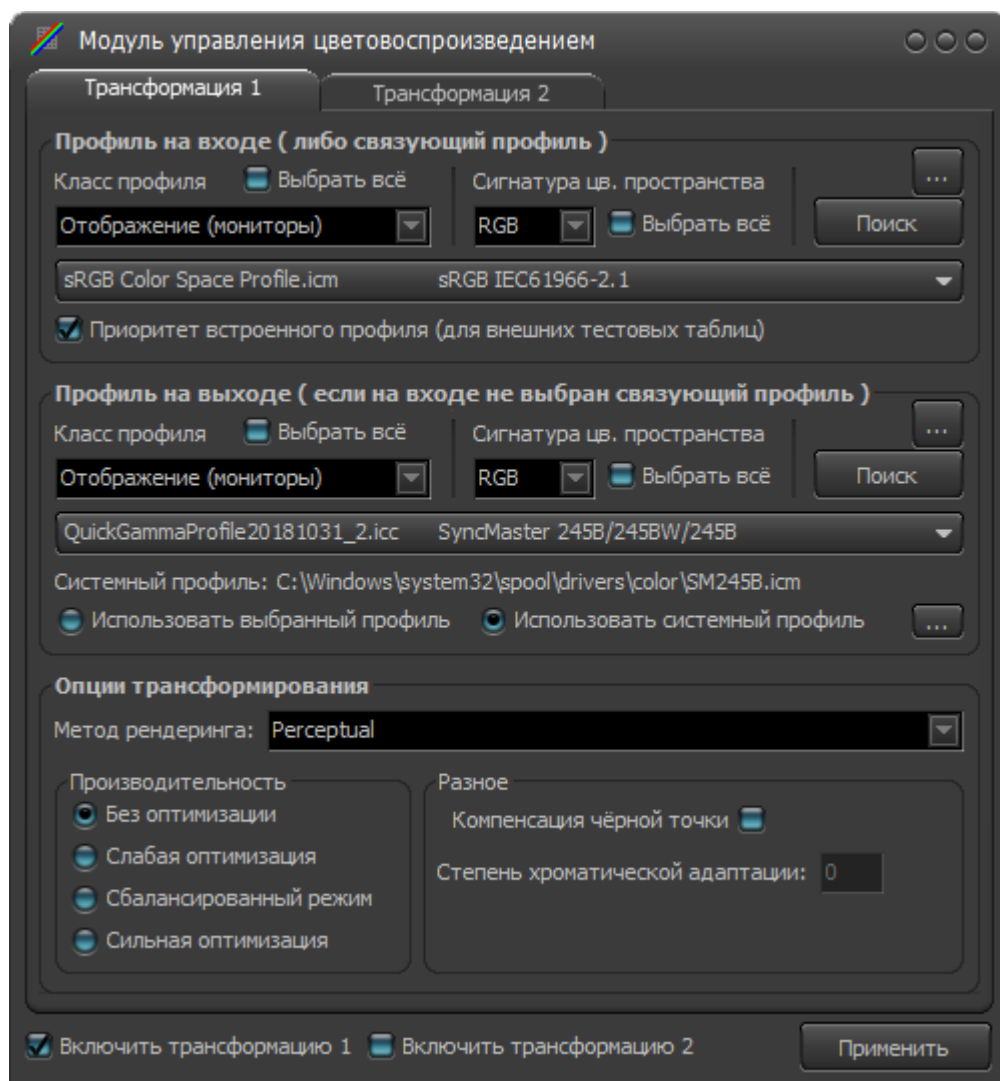 Модуль управления цветовоспроизведением
Трансформация 1 Трансформация 2
Профиль на входе ( либо связующий профиль )
...
Класс профиля Выбрать всё Сигнатура цв. пространства
Отображение (мониторы) RGB Выбрать всё Поиск
sRGB Color Space Profile.icm sRGB IEC61966-2.1
Приоритет встроенного профиля (для внешних тестовых таблиц)
Профиль на выходе ( если на входе не выбран связующий профиль )
...
Класс профиля Выбрать всё Сигнатура цв. пространства
Отображение (мониторы) RGB Выбрать всё Поиск
QuickGammaProfile20181031_2.icc SyncMaster 245B/245BW/245B
Системный профиль: C:\Windows\system32\spool\drivers\color\SM245B.icm
Использовать выбранный профиль Использовать системный профиль ...
Опции трансформирования
Метод рендеринга: Perceptual
Производительность Разное
Без оптимизации Компенсация чёрной точки
Слабая оптимизация Степень хроматической адаптации: 0
Сбалансированный режим
Сильная оптимизация
Включить трансформацию 1 Включить трансформацию 2 Применить